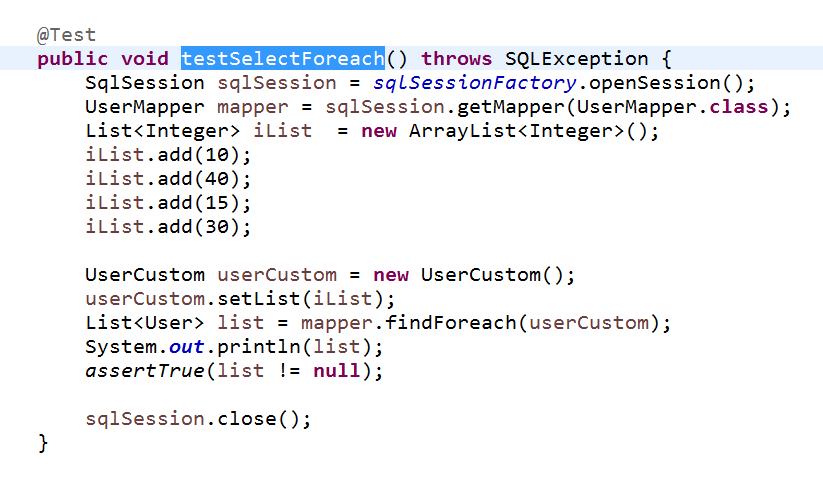 @Test
public void testSelectForeach() throws SQLException {
SqlSession sqlSession = sqlSessionFactory.openSession();
UserMapper mapper = sqlSession.getMapper(UserMapper.class);
List<Integer> iList  = new ArrayList<Integer>();
iList.add(10);
iList.add(40);
iList.add(15);
iList.add(30);
UserCustom userCustom = new UserCustom();
userCustom.setList(iList);
List<User> list = mapper.findForeach(userCustom);
System.out.println(list);
assertTrue(list != null);
sqlSession.close();
}